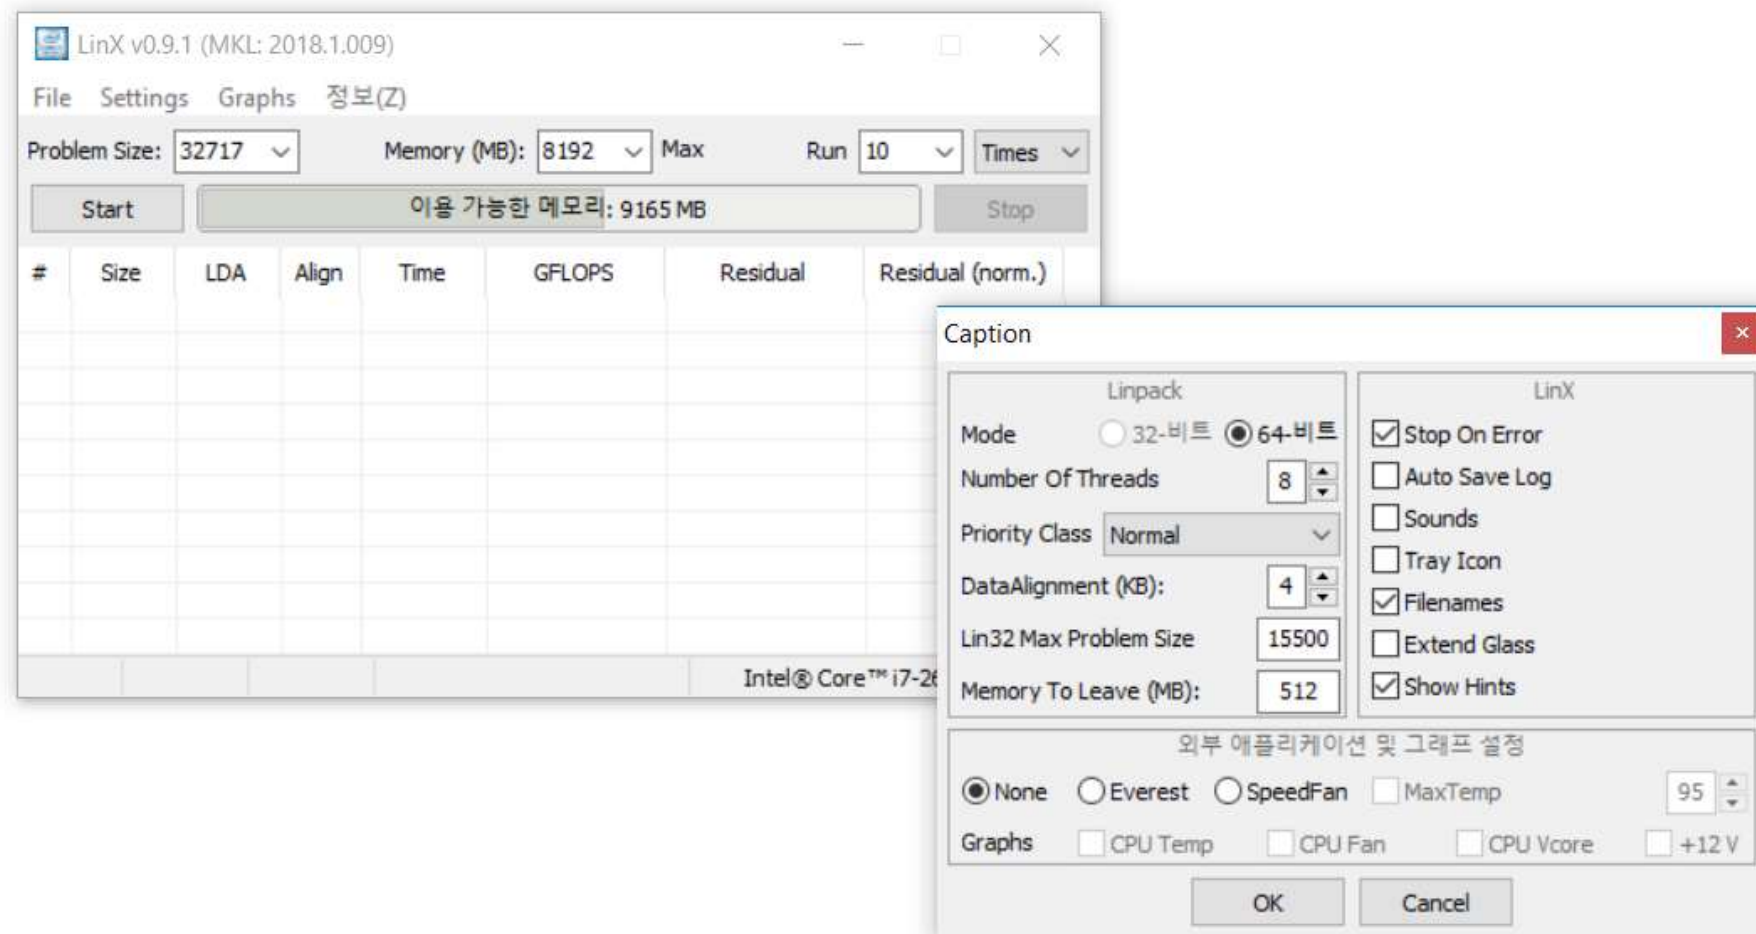 LinX v0.9.1 (MKL: 2018.1.009)
File Settings Graphs 정보(Z)
Problem Size: 32717 Memory (MB): 8192 Max Run 10 Times
Start 이용 가능한 메모리: 9165 MB Stop
# Size LDA Align Time GFLOPS Residual Residual (norm.)
Intel® Core™ i7-26
Caption
Linpack
Mode 32-비트 64-비트
Number Of Threads 8
Priority Class Normal
DataAlignment (KB): 4
Lin32 Max Problem Size 15500
Memory To Leave (MB): 512
LinX
Stop On Error
Auto Save Log
Sounds
Tray Icon
Filenames
Extend Glass
Show Hints
외부 애플리케이션 및 그래프 설정
None Everest SpeedFan MaxTemp 95
Graphs CPU Temp CPU Fan CPU Vcore +12 V
OK Cancel